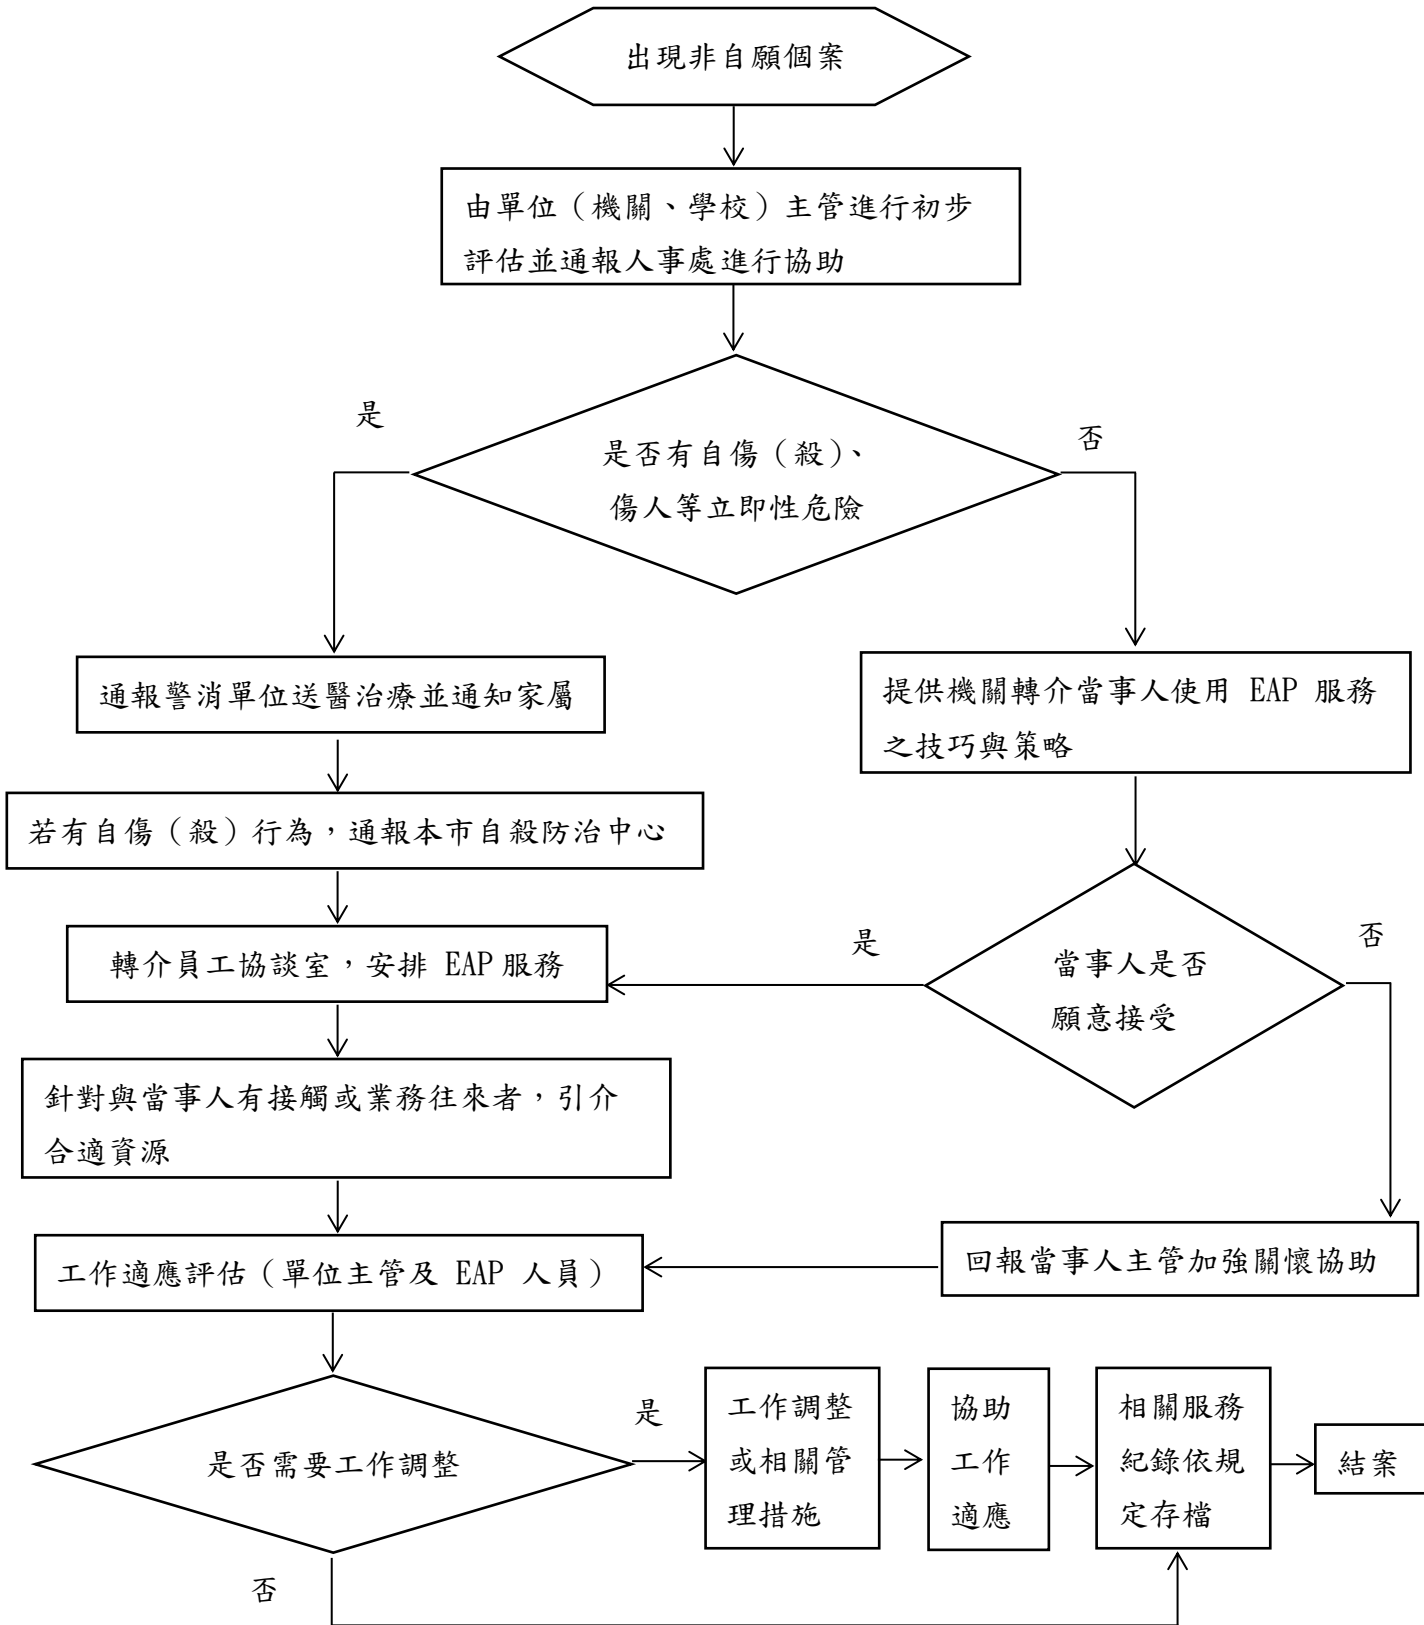 出現非自願個案
由單位（機關、學校）主管進行初步
評估並通報人事處進行協助
是
否
是否有自傷（殺）、
傷人等立即性危險
通報警消單位送醫治療並通知家屬
提供機關轉介當事人使用 EAP 服務
之技巧與策略
若有自傷（殺）行為，通報本市自殺防治中心
轉介員工協談室，安排 EAP 服務
是
否
當事人是否
願意接受
針對與當事人有接觸或業務往來者，引介
合適資源
工作適應評估（單位主管及 EAP 人員）
回報當事人主管加強關懷協助
是否需要工作調整
是
否
工作調整
或相關管
理措施
協助
工作
適應
相關服務
紀錄依規
定存檔
結案